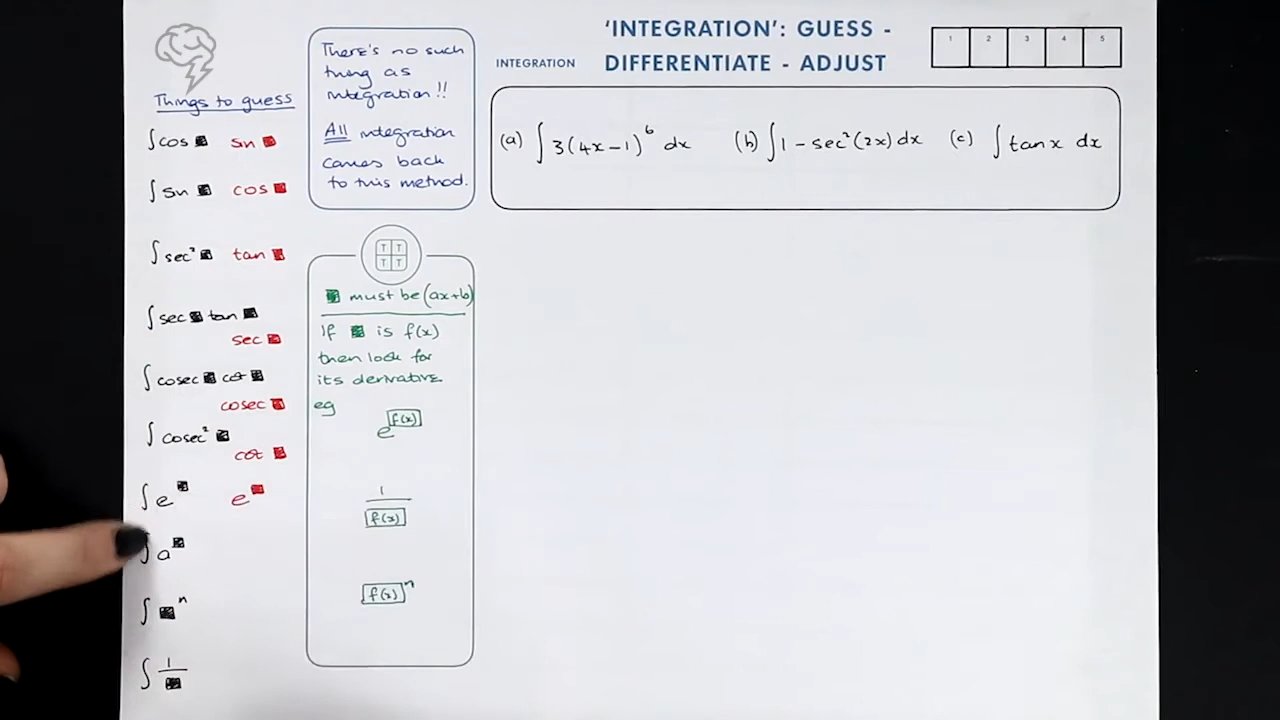 'INTEGRATION': GUESS -
INTEGRATION DIFFERENTIATE - ADJUST
1 2 3 4 5
Things to guess
∫cos■ sin■
∫sin■ cos■
∫sec²■ tan■
∫sec■tan■
sec■
∫cosec■cot■
cosec■
∫cosec²■
cot■
∫e^■ e^■
∫a^■
∫■ⁿ
∫1/■
There's no such
thing as
integration!!
All integration
comes back
to this method.
T T
T T
■ must be (ax+b)
If ■ is f(x)
then look for
its derivative.
eg
e^f(x)
1/f(x)
f(x)ⁿ
(a) ∫3(4x-1)⁶ dx (b) ∫1-sec²(2x)dx (c) ∫tanx dx